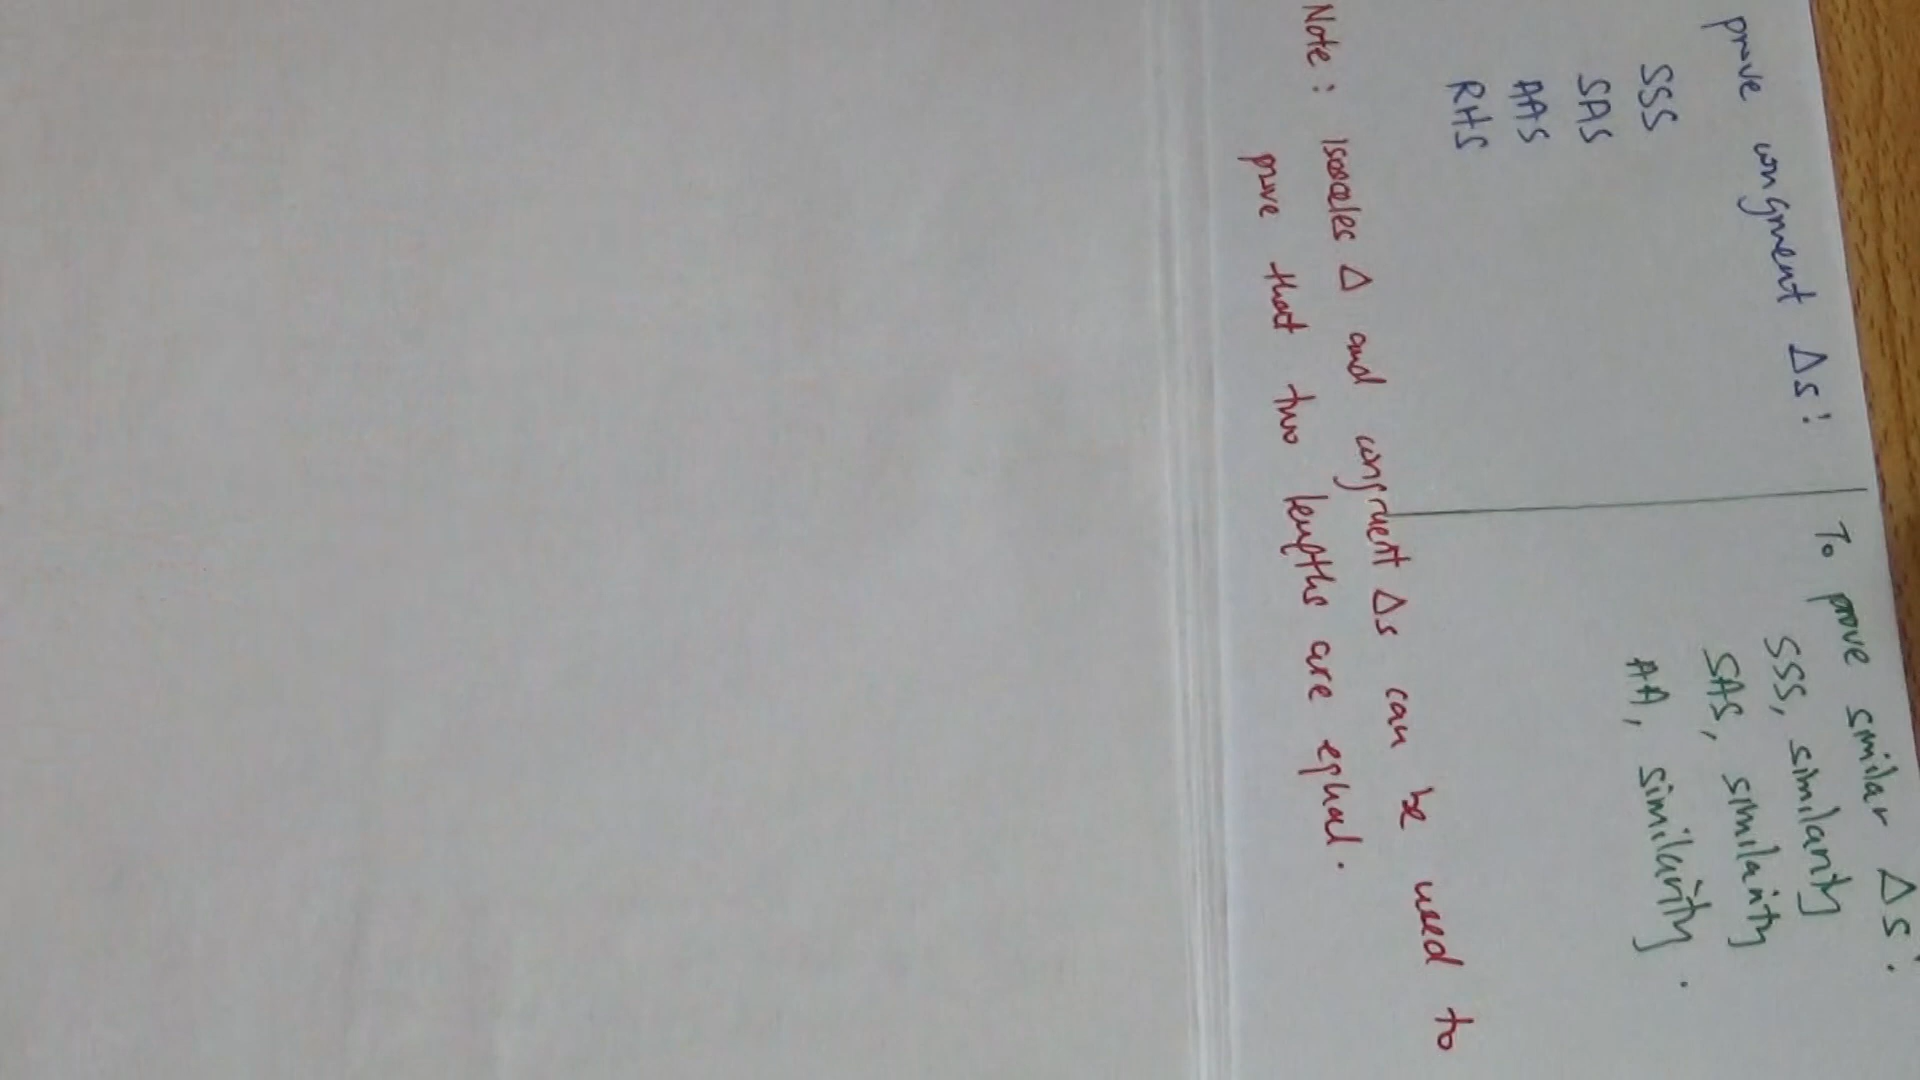 prove congruent Δs:
SSS
SAS
AAS
RHS
To prove similar Δs:
SSS, similarity
SAS, similarity
AA, similarity.
Note: isosceles Δ and congruent Δs can be used to
prove that two lengths are equal.